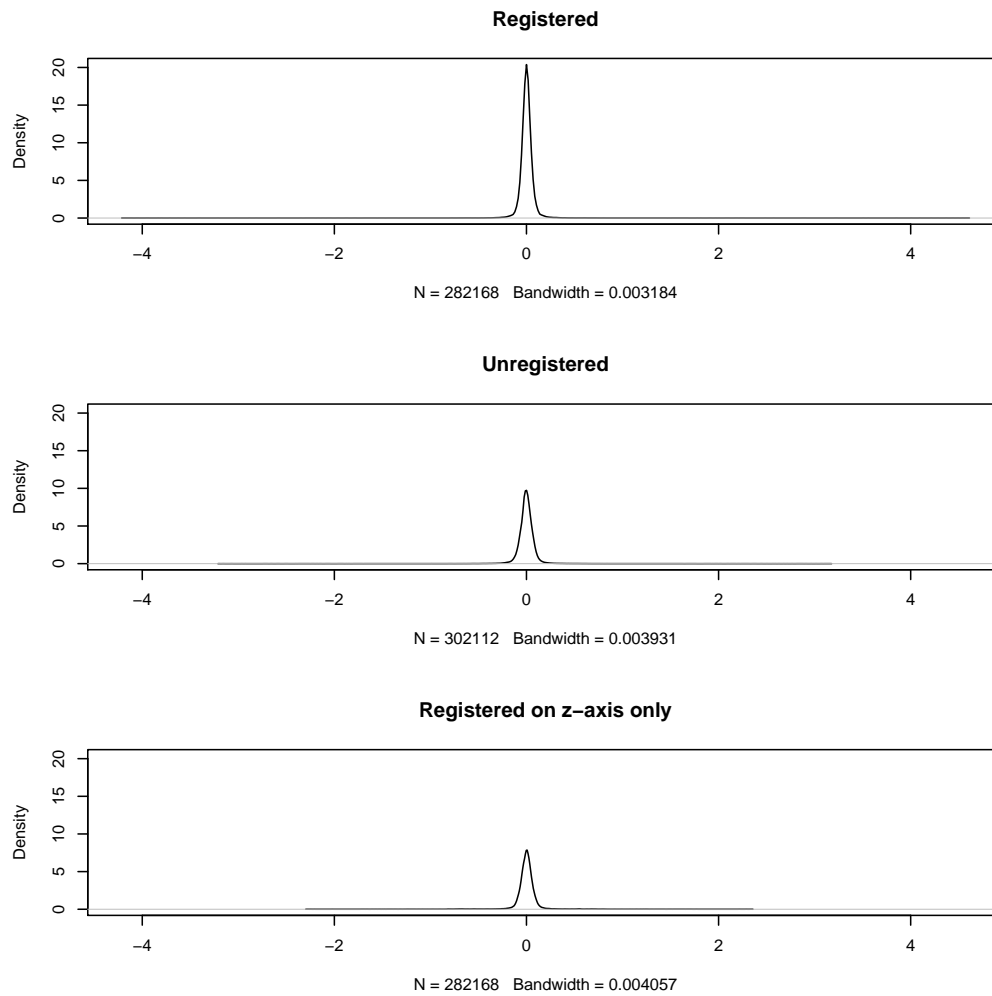 Registered
20
15
10
5
0
Density
−4 −2 0 2 4
N = 282168 Bandwidth = 0.003184
Unregistered
20
15
10
5
0
Density
−4 −2 0 2 4
N = 302112 Bandwidth = 0.003931
Registered on z−axis only
20
15
10
5
0
Density
−4 −2 0 2 4
N = 282168 Bandwidth = 0.004057